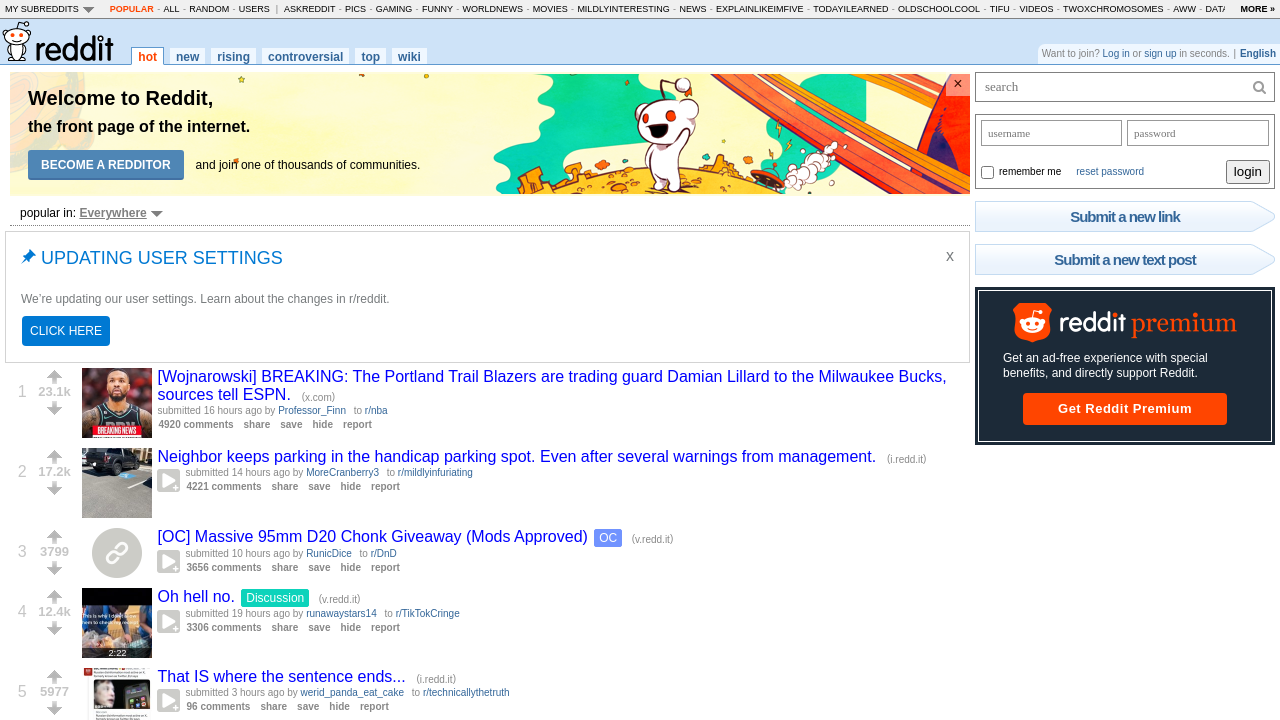 MY SUBREDDITS POPULAR - ALL - RANDOM - USERS | ASKREDDIT - PICS - GAMING - FUNNY - WORLDNEWS - MOVIES - MILDLYINTERESTING - NEWS - EXPLAINLIKEIMFIVE - TODAYILEARNED - OLDSCHOOLCOOL - TIFU - VIDEOS - TWOXCHROMOSOMES - AWW - DATA MORE »
reddit hot new rising controversial top wiki
Want to join? Log in or sign up in seconds. | English
Welcome to Reddit,
the front page of the internet.
BECOME A REDDITOR and join one of thousands of communities.
×
search
username password
remember me reset password login
Submit a new link
Submit a new text post
reddit premium
Get an ad-free experience with special
benefits, and directly support Reddit.
Get Reddit Premium
popular in: Everywhere
UPDATING USER SETTINGS X
We’re updating our user settings. Learn about the changes in r/reddit.
CLICK HERE
1 23.1k
BREAKING NEWS
[Wojnarowski] BREAKING: The Portland Trail Blazers are trading guard Damian Lillard to the Milwaukee Bucks,
sources tell ESPN. (x.com)
submitted 16 hours ago by Professor_Finn to r/nba
4920 comments share save hide report
2 17.2k
Neighbor keeps parking in the handicap parking spot. Even after several warnings from management. (i.redd.it)
submitted 14 hours ago by MoreCranberry3 to r/mildlyinfuriating
4221 comments share save hide report
3 3799
[OC] Massive 95mm D20 Chonk Giveaway (Mods Approved) OC (v.redd.it)
submitted 10 hours ago by RunicDice to r/DnD
3656 comments share save hide report
4 12.4k
2:22
Oh hell no. Discussion (v.redd.it)
submitted 19 hours ago by runawaystars14 to r/TikTokCringe
3306 comments share save hide report
5 5977
That IS where the sentence ends... (i.redd.it)
submitted 3 hours ago by werid_panda_eat_cake to r/technicallythetruth
96 comments share save hide report